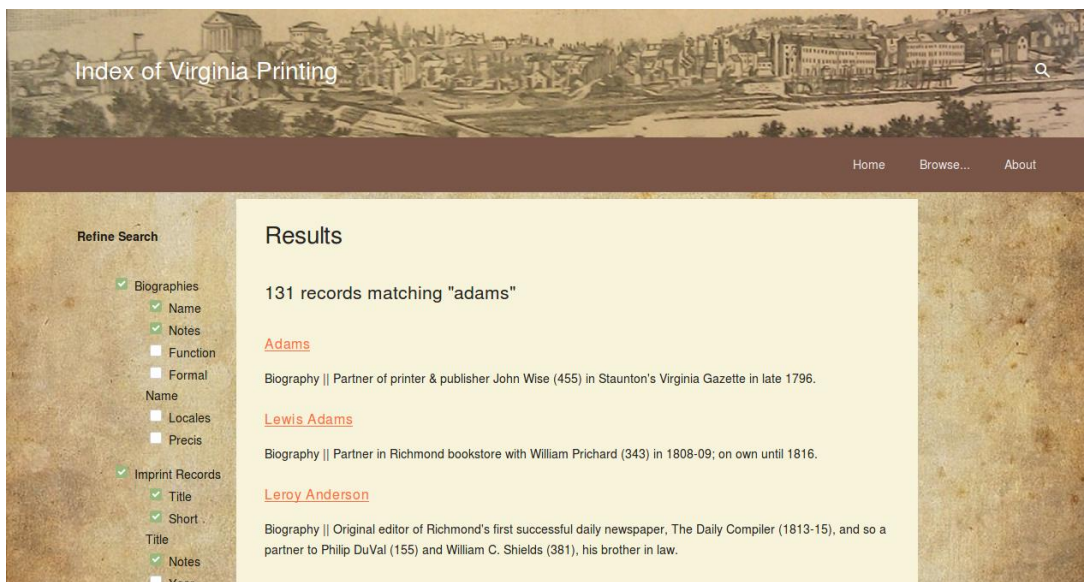 Index of Virginia Printing
Home Browse... About
Refine Search
Biographies
Name
Notes
Function
Formal
Name
Locales
Precis
Imprint Records
Title
Short
Title
Notes
Results
131 records matching "adams"
Adams
Biography || Partner of printer & publisher John Wise (455) in Staunton's Virginia Gazette in late 1796.
Lewis Adams
Biography || Partner in Richmond bookstore with William Prichard (343) in 1808-09; on own until 1816.
Leroy Anderson
Biography || Original editor of Richmond's first successful daily newspaper, The Daily Compiler (1813-15), and so a
partner to Philip DuVal (155) and William C. Shields (381), his brother in law.